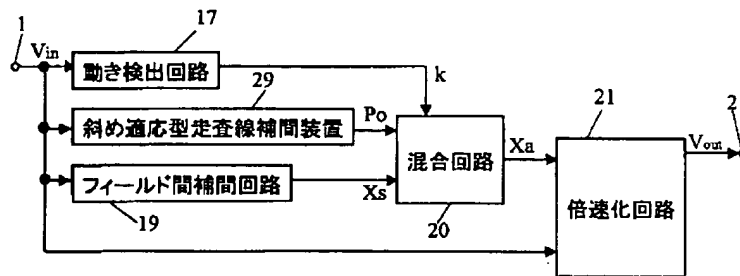 1
17
Vin
動き検出回路
k
29
斜め適応型走査線補間装置
Po
フィールド間補間回路
19
Xs
混合回路
20
Xa
21
倍速化回路
Vout
2